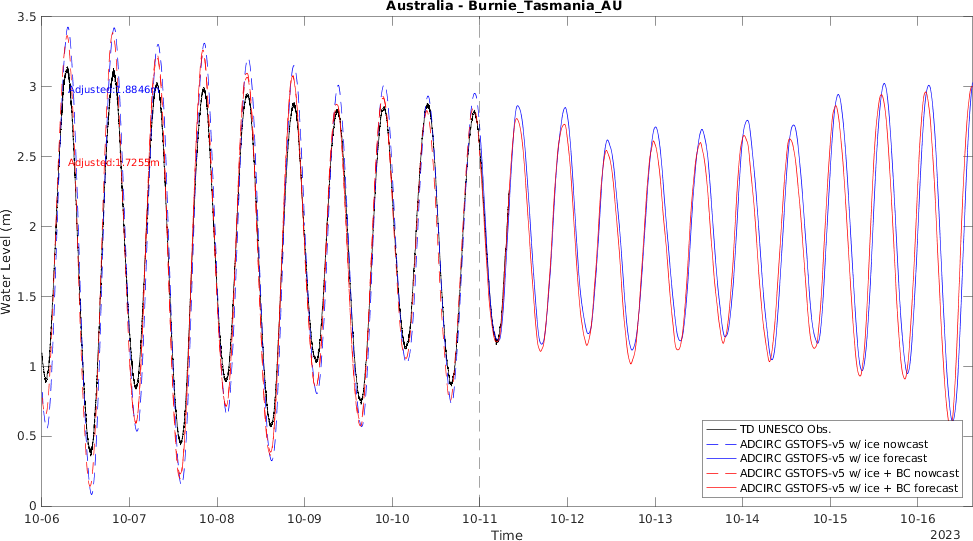 Australia - Burnie_Tasmania_AU
3.5
3
2.5
2
1.5
1
0.5
0
Water Level (m)
Adjusted:1.8846m
Adjusted:1.7255m
TD UNESCO Obs.
ADCIRC GSTOFS-v5 w/ ice nowcast
ADCIRC GSTOFS-v5 w/ ice forecast
ADCIRC GSTOFS-v5 w/ ice + BC nowcast
ADCIRC GSTOFS-v5 w/ ice + BC forecast
10-06 10-07 10-08 10-09 10-10 10-11 10-12 10-13 10-14 10-15 10-16
Time
2023